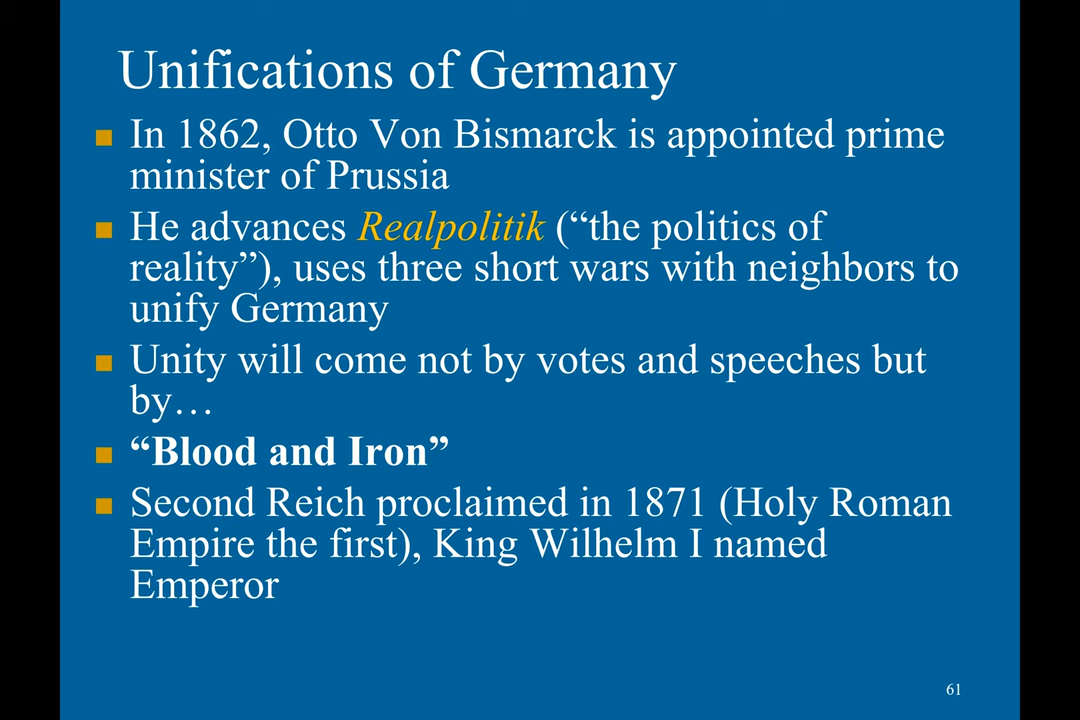 Unifications of Germany
In 1862, Otto Von Bismarck is appointed prime
minister of Prussia
He advances Realpolitik (“the politics of
reality”), uses three short wars with neighbors to
unify Germany
Unity will come not by votes and speeches but
by…
“Blood and Iron”
Second Reich proclaimed in 1871 (Holy Roman
Empire the first), King Wilhelm I named
Emperor
61